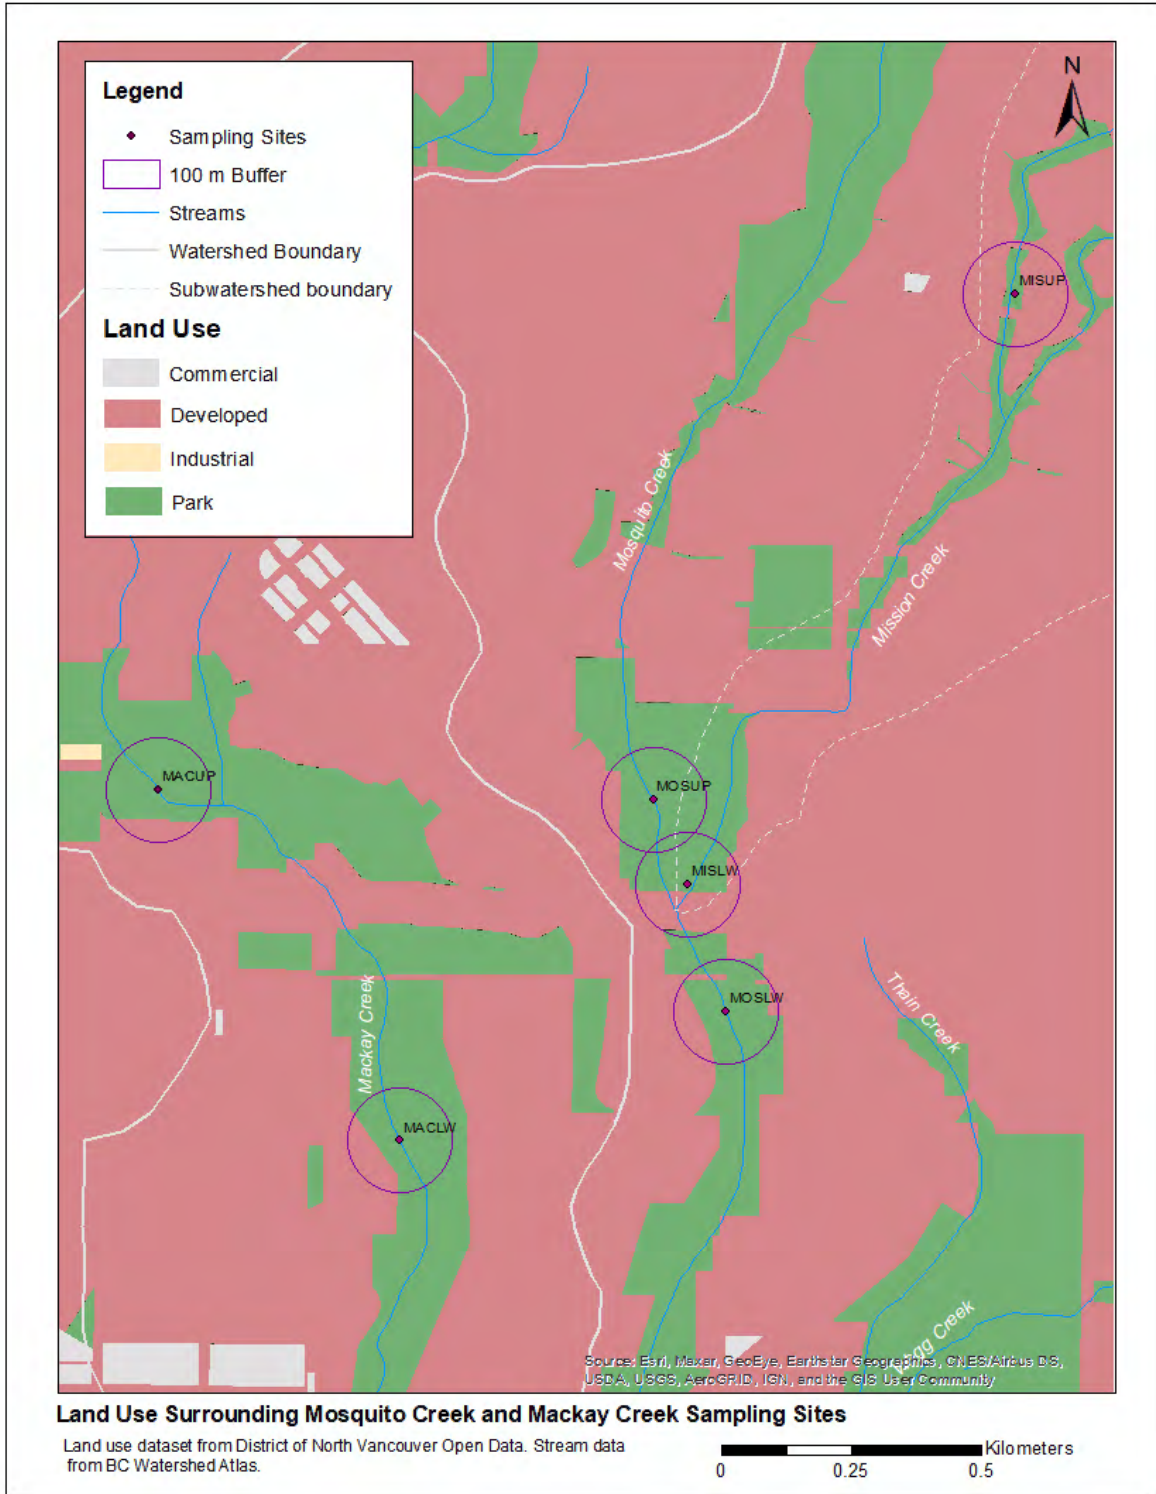 Legend
Sampling Sites
100 m Buffer
Streams
Watershed Boundary
Subwatershed boundary
Land Use
Commercial
Developed
Industrial
Park
N
MISUP
Mosquito Creek
Mission Creek
MACUP
MOSUP
MISLW
MOSLW
Thain Creek
Mackay Creek
MACLW
Creek
Source: Esri, Maxar, GeoEye, Earthstar Geographics, CNES/Airbus DS,
USDA, USGS, AeroGRID, IGN, and the GIS User Community
Land Use Surrounding Mosquito Creek and Mackay Creek Sampling Sites
Land use dataset from District of North Vancouver Open Data. Stream data
from BC Watershed Atlas.
Kilometers
0 0.25 0.5